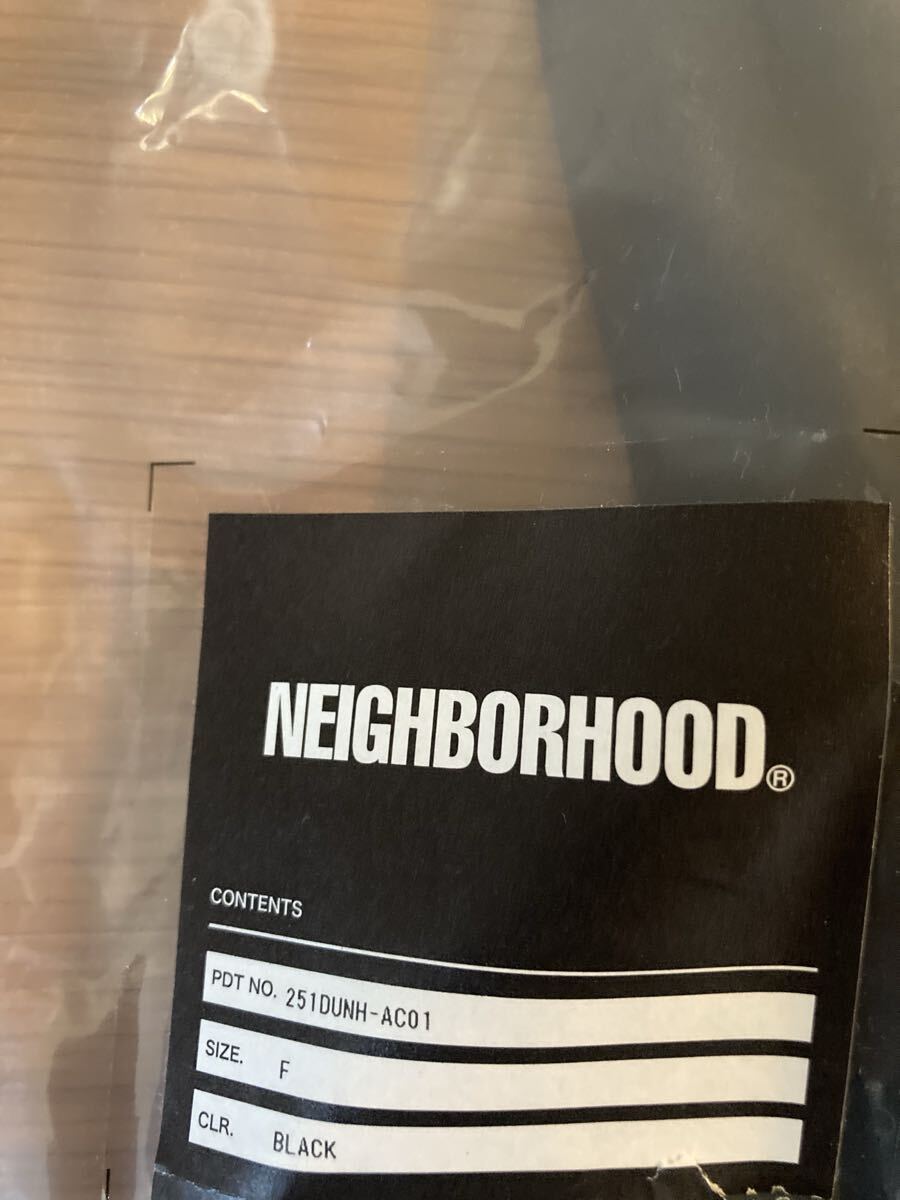 NEIGHBORHOOD®
CONTENTS
PDT NO. 251DUNH-AC01
SIZE. F
CLR. BLACK